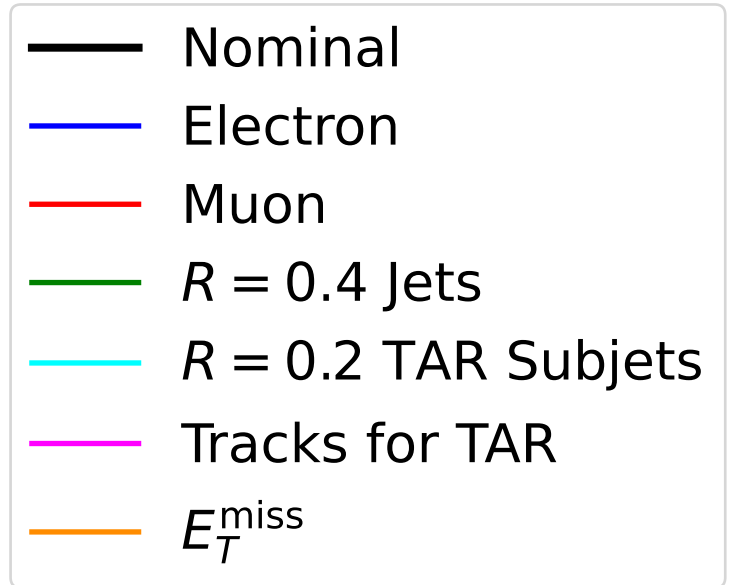 Nominal
Electron
Muon
R = 0.4 Jets
R = 0.2 TAR Subjets
Tracks for TAR
E_T^miss